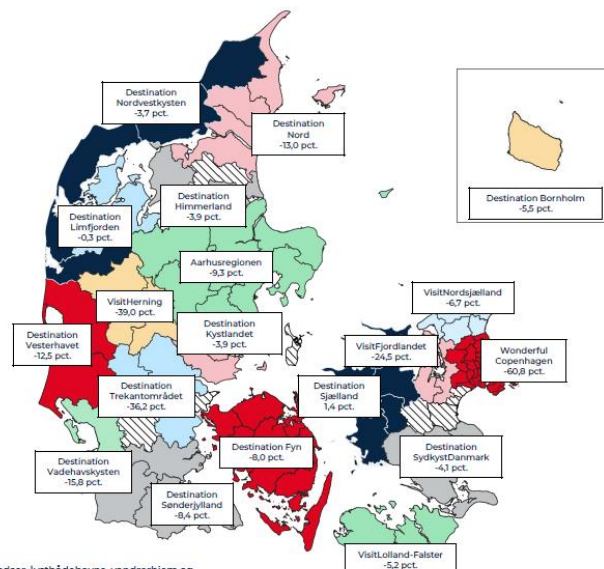 Destination
Nordvestkysten
-3,7 pct.
Destination
Nord
-13,0 pct.
Destination Bornholm
-5,5 pct.
Destination
Himmerland
-3,9 pct.
Destination
Limfjorden
-0,3 pct.
Aarhusregionen
-9,3 pct.
VisitNordsjælland
-6,7 pct.
VisitHerning
-39,0 pct.
Destination
Kystlandet
-3,9 pct.
Destination
Vesterhavet
-12,5 pct.
VisitFjordlandet
-24,5 pct.
Wonderful
Copenhagen
-60,8 pct.
Destination
Trekantområdet
-36,2 pct.
Destination
Sjælland
1,4 pct.
Destination Fyn
-8,0 pct.
Destination
SydkystDanmark
-4,1 pct.
Destination
Vadehavskysten
-15,8 pct.
Destination
Sønderjylland
-8,4 pct.
VisitLolland-Falster
-5,2 pct.